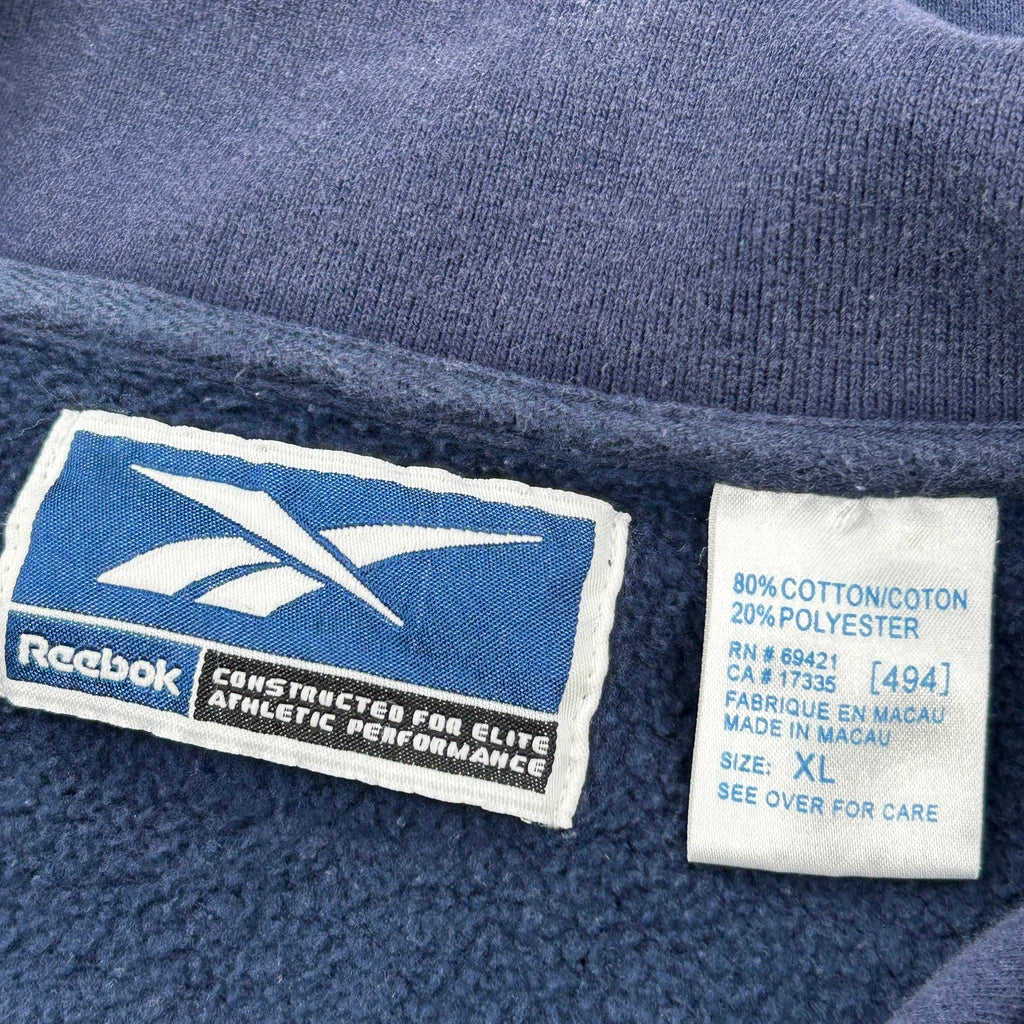 Reebok
CONSTRUCTED FOR ELITE
ATHLETIC PERFORMANCE
80% COTTON/COTON
20% POLYESTER
RN # 69421
CA # 17335 [494]
FABRIQUE EN MACAU
MADE IN MACAU
SIZE: XL
SEE OVER FOR CARE